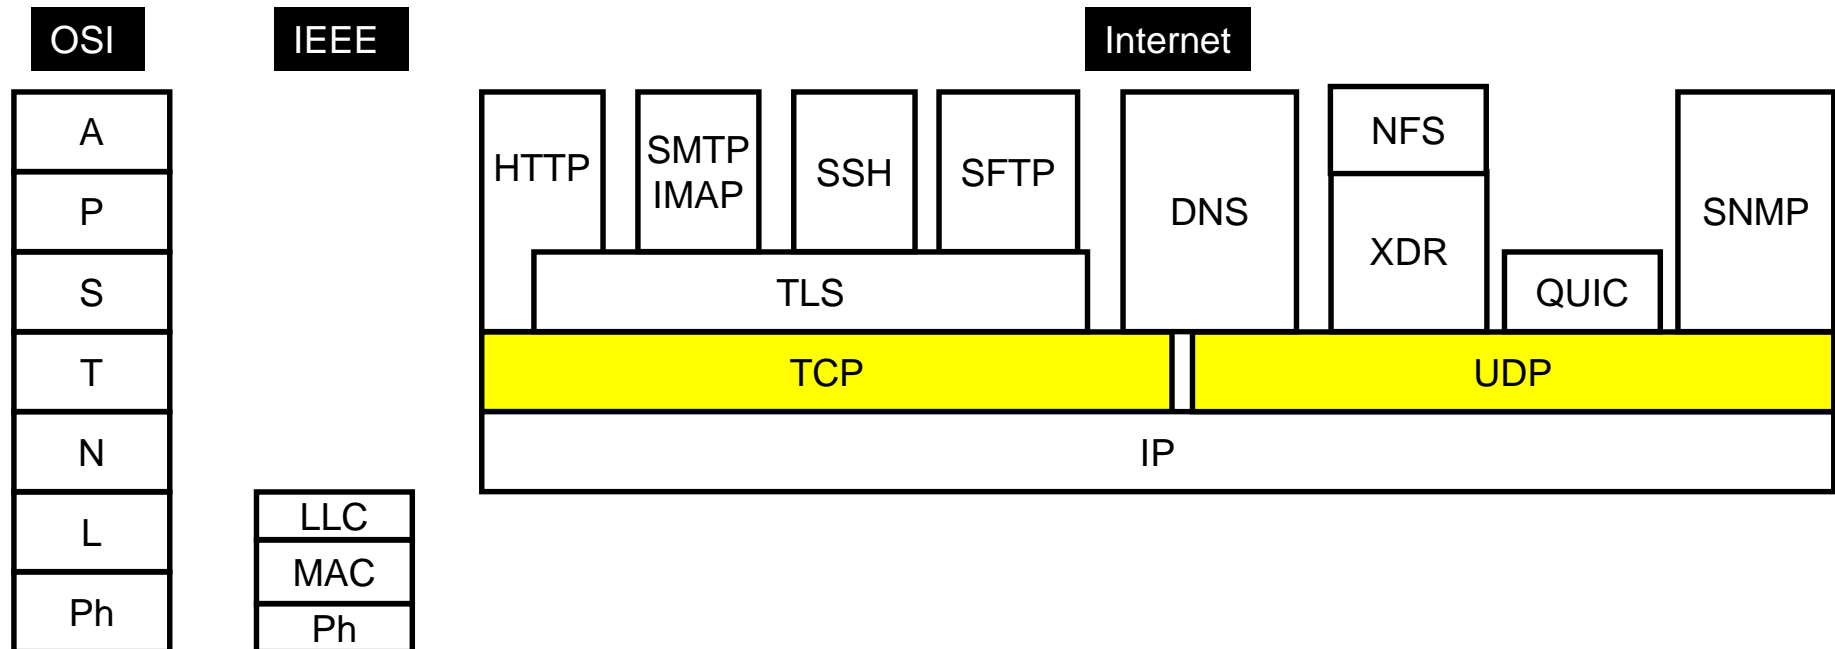 OSI
IEEE
Internet
A
P
S
T
N
L
Ph
LLC
MAC
Ph
HTTP
SMTP
IMAP
SSH
SFTP
TLS
DNS
NFS
XDR
QUIC
SNMP
TCP
UDP
IP